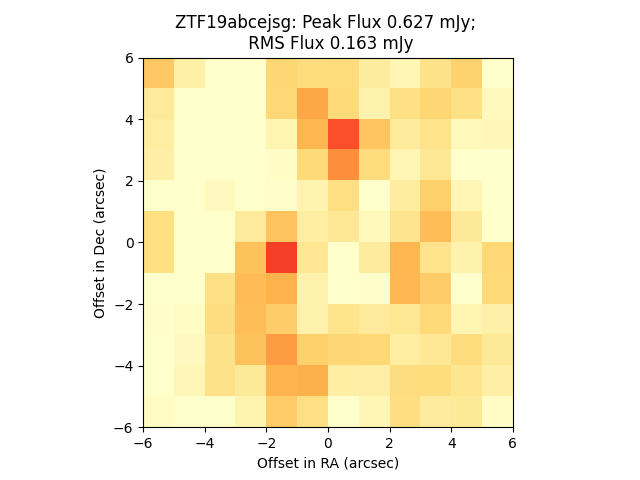 ZTF19abcejsg: Peak Flux 0.627 mJy;
RMS Flux 0.163 mJy
6
4
2
0
−2
−4
−6
Offset in Dec (arcsec)
−6 −4 −2 0 2 4 6
Offset in RA (arcsec)